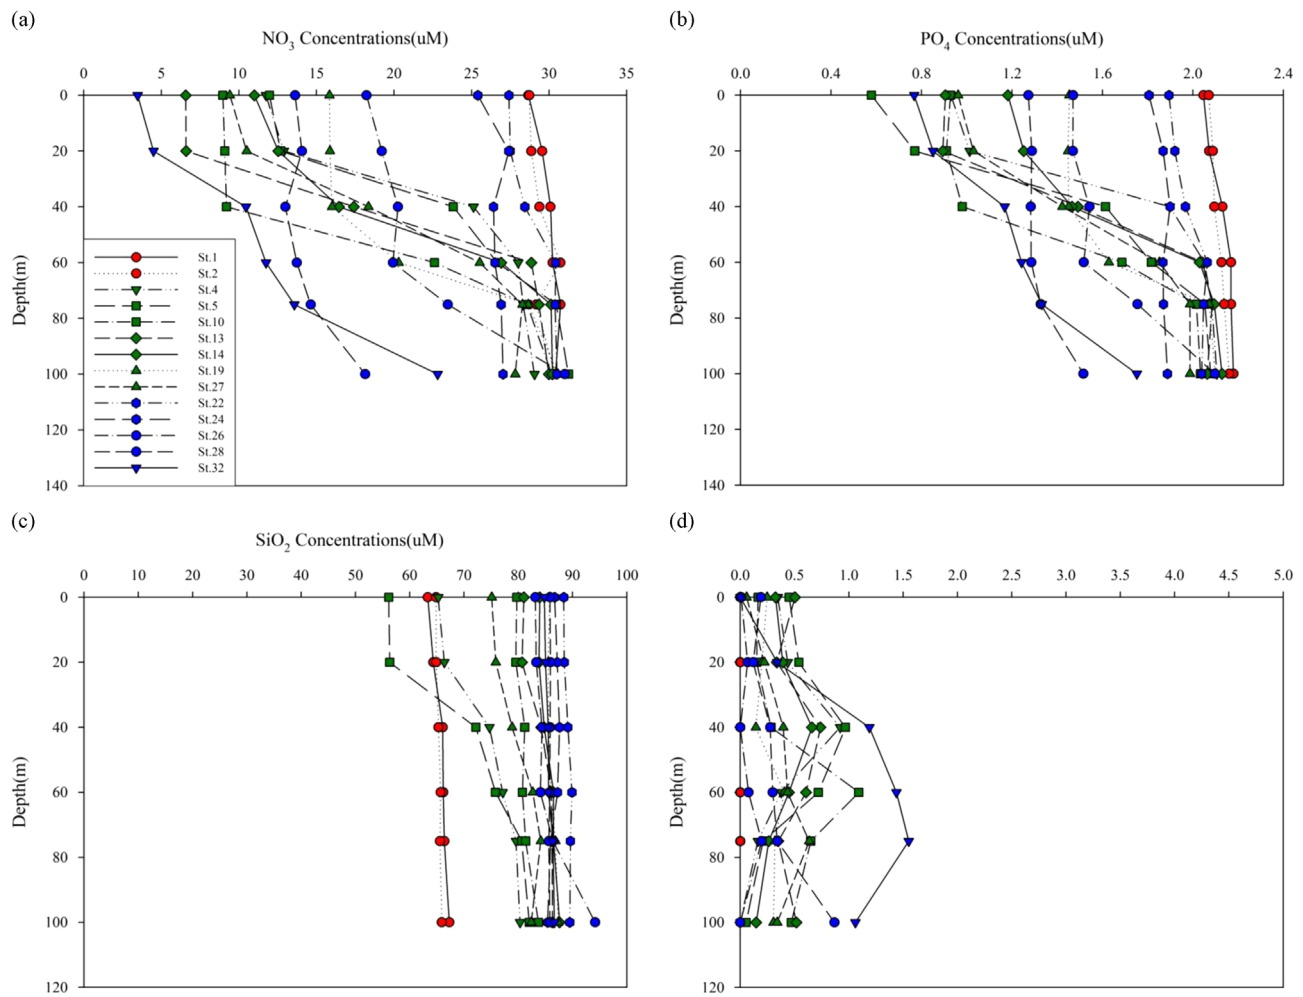 (a)
NO3 Concentrations(uM)
0 5 10 15 20 25 30 35
0
20
40
60
80
100
120
140
Depth(m)
St.1
St.2
St.4
St.5
St.10
St.13
St.14
St.19
St.27
St.22
St.24
St.26
St.28
St.32
(b)
PO4 Concentrations(uM)
0.0 0.4 0.8 1.2 1.6 2.0 2.4
0
20
40
60
80
100
120
140
Depth(m)
(c)
SiO2 Concentrations(uM)
0 10 20 30 40 50 60 70 80 90 100
0
20
40
60
80
100
120
Depth(m)
(d)
0.0 0.5 1.0 1.5 2.0 2.5 3.0 3.5 4.0 4.5 5.0
0
20
40
60
80
100
120
Depth(m)